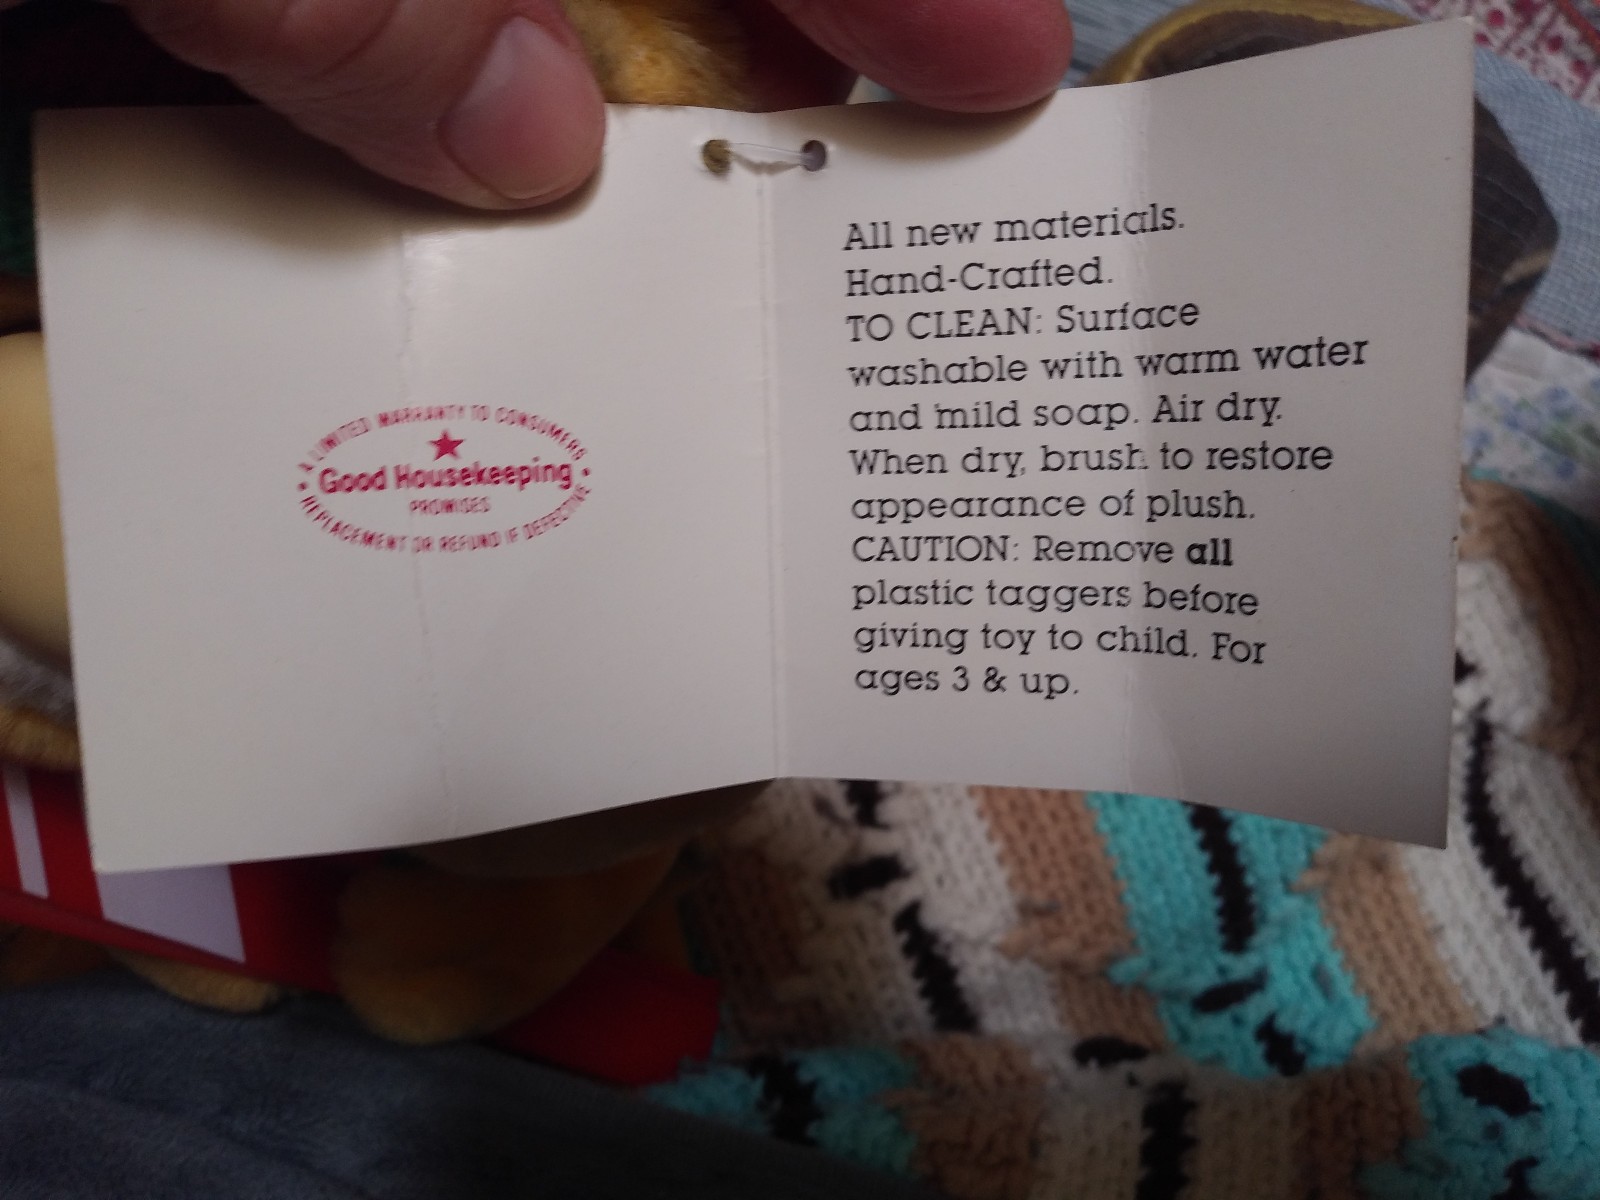 A LIMITED WARRANTY TO CONSUMERS
★
Good Housekeeping
PROMISES
REPLACEMENT OR REFUND IF DEFECTIVE
All new materials.
Hand-Crafted.
TO CLEAN: Surface
washable with warm water
and mild soap. Air dry.
When dry, brush to restore
appearance of plush.
CAUTION: Remove all
plastic taggers before
giving toy to child. For
ages 3 & up.